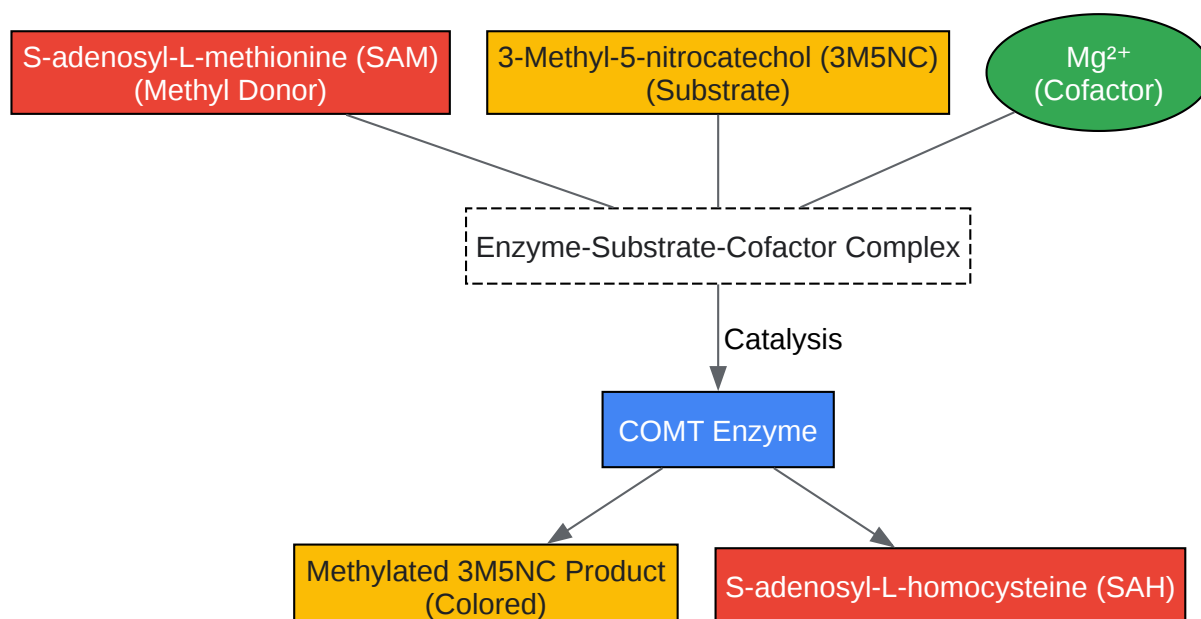 S-adenosyl-L-methionine (SAM)
(Methyl Donor)
3-Methyl-5-nitrocatechol (3M5NC)
(Substrate)
Mg²⁺
(Cofactor)
Enzyme-Substrate-Cofactor Complex
Catalysis
COMT Enzyme
Methylated 3M5NC Product
(Colored)
S-adenosyl-L-homocysteine (SAH)